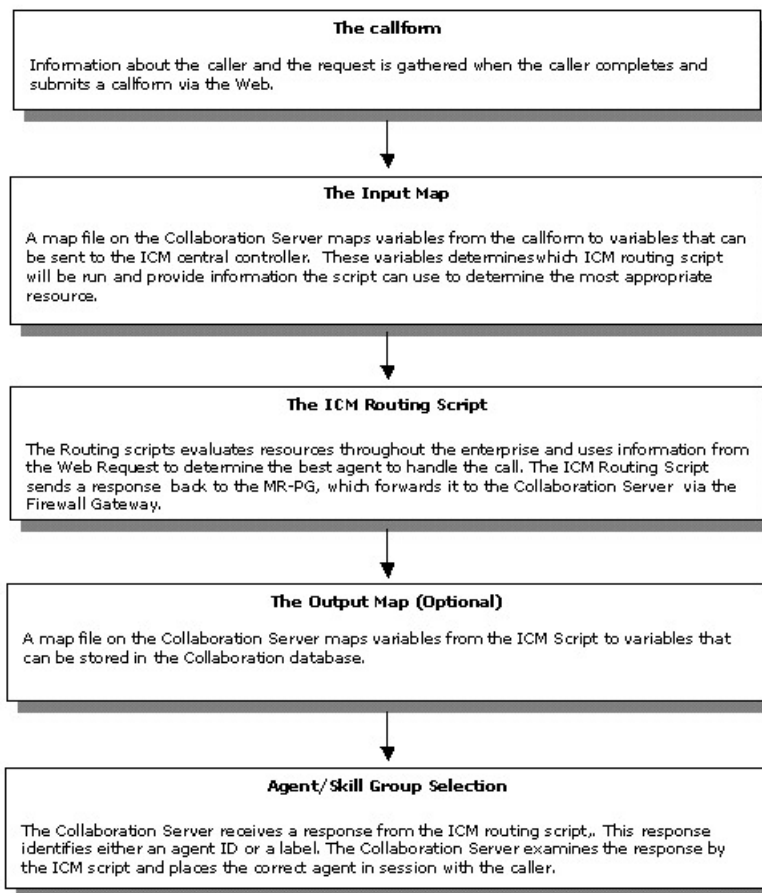 The callform
Information about the caller and the request is gathered when the caller completes and
submits a callform via the Web.
The Input Map
A map file on the Collaboration Server maps variables from the callform to variables that can
be sent to the ICM central controller. These variables determineswhich ICM routing script
will be run and provide information the script can use to determine the most appropriate
resource.
The ICM Routing Script
The Routing scripts evaluates resources throughout the enterprise and uses information from
the Web Request to determine the best agent to handle the call. The ICM Routing Script
sends a response back to the MR-PG, which forwards it to the Collaboration Server via the
Firewall Gateway.
The Output Map (Optional)
A map file on the Collaboration Server maps variables from the ICM Script to variables that
can be stored in the Collaboration database.
Agent/Skill Group Selection
The Collaboration Server receives a response from the ICM routing script,. This response
identifies either an agent ID or a label. The Collaboration Server examines the response by
the ICM script and places the correct agent in session with the caller.